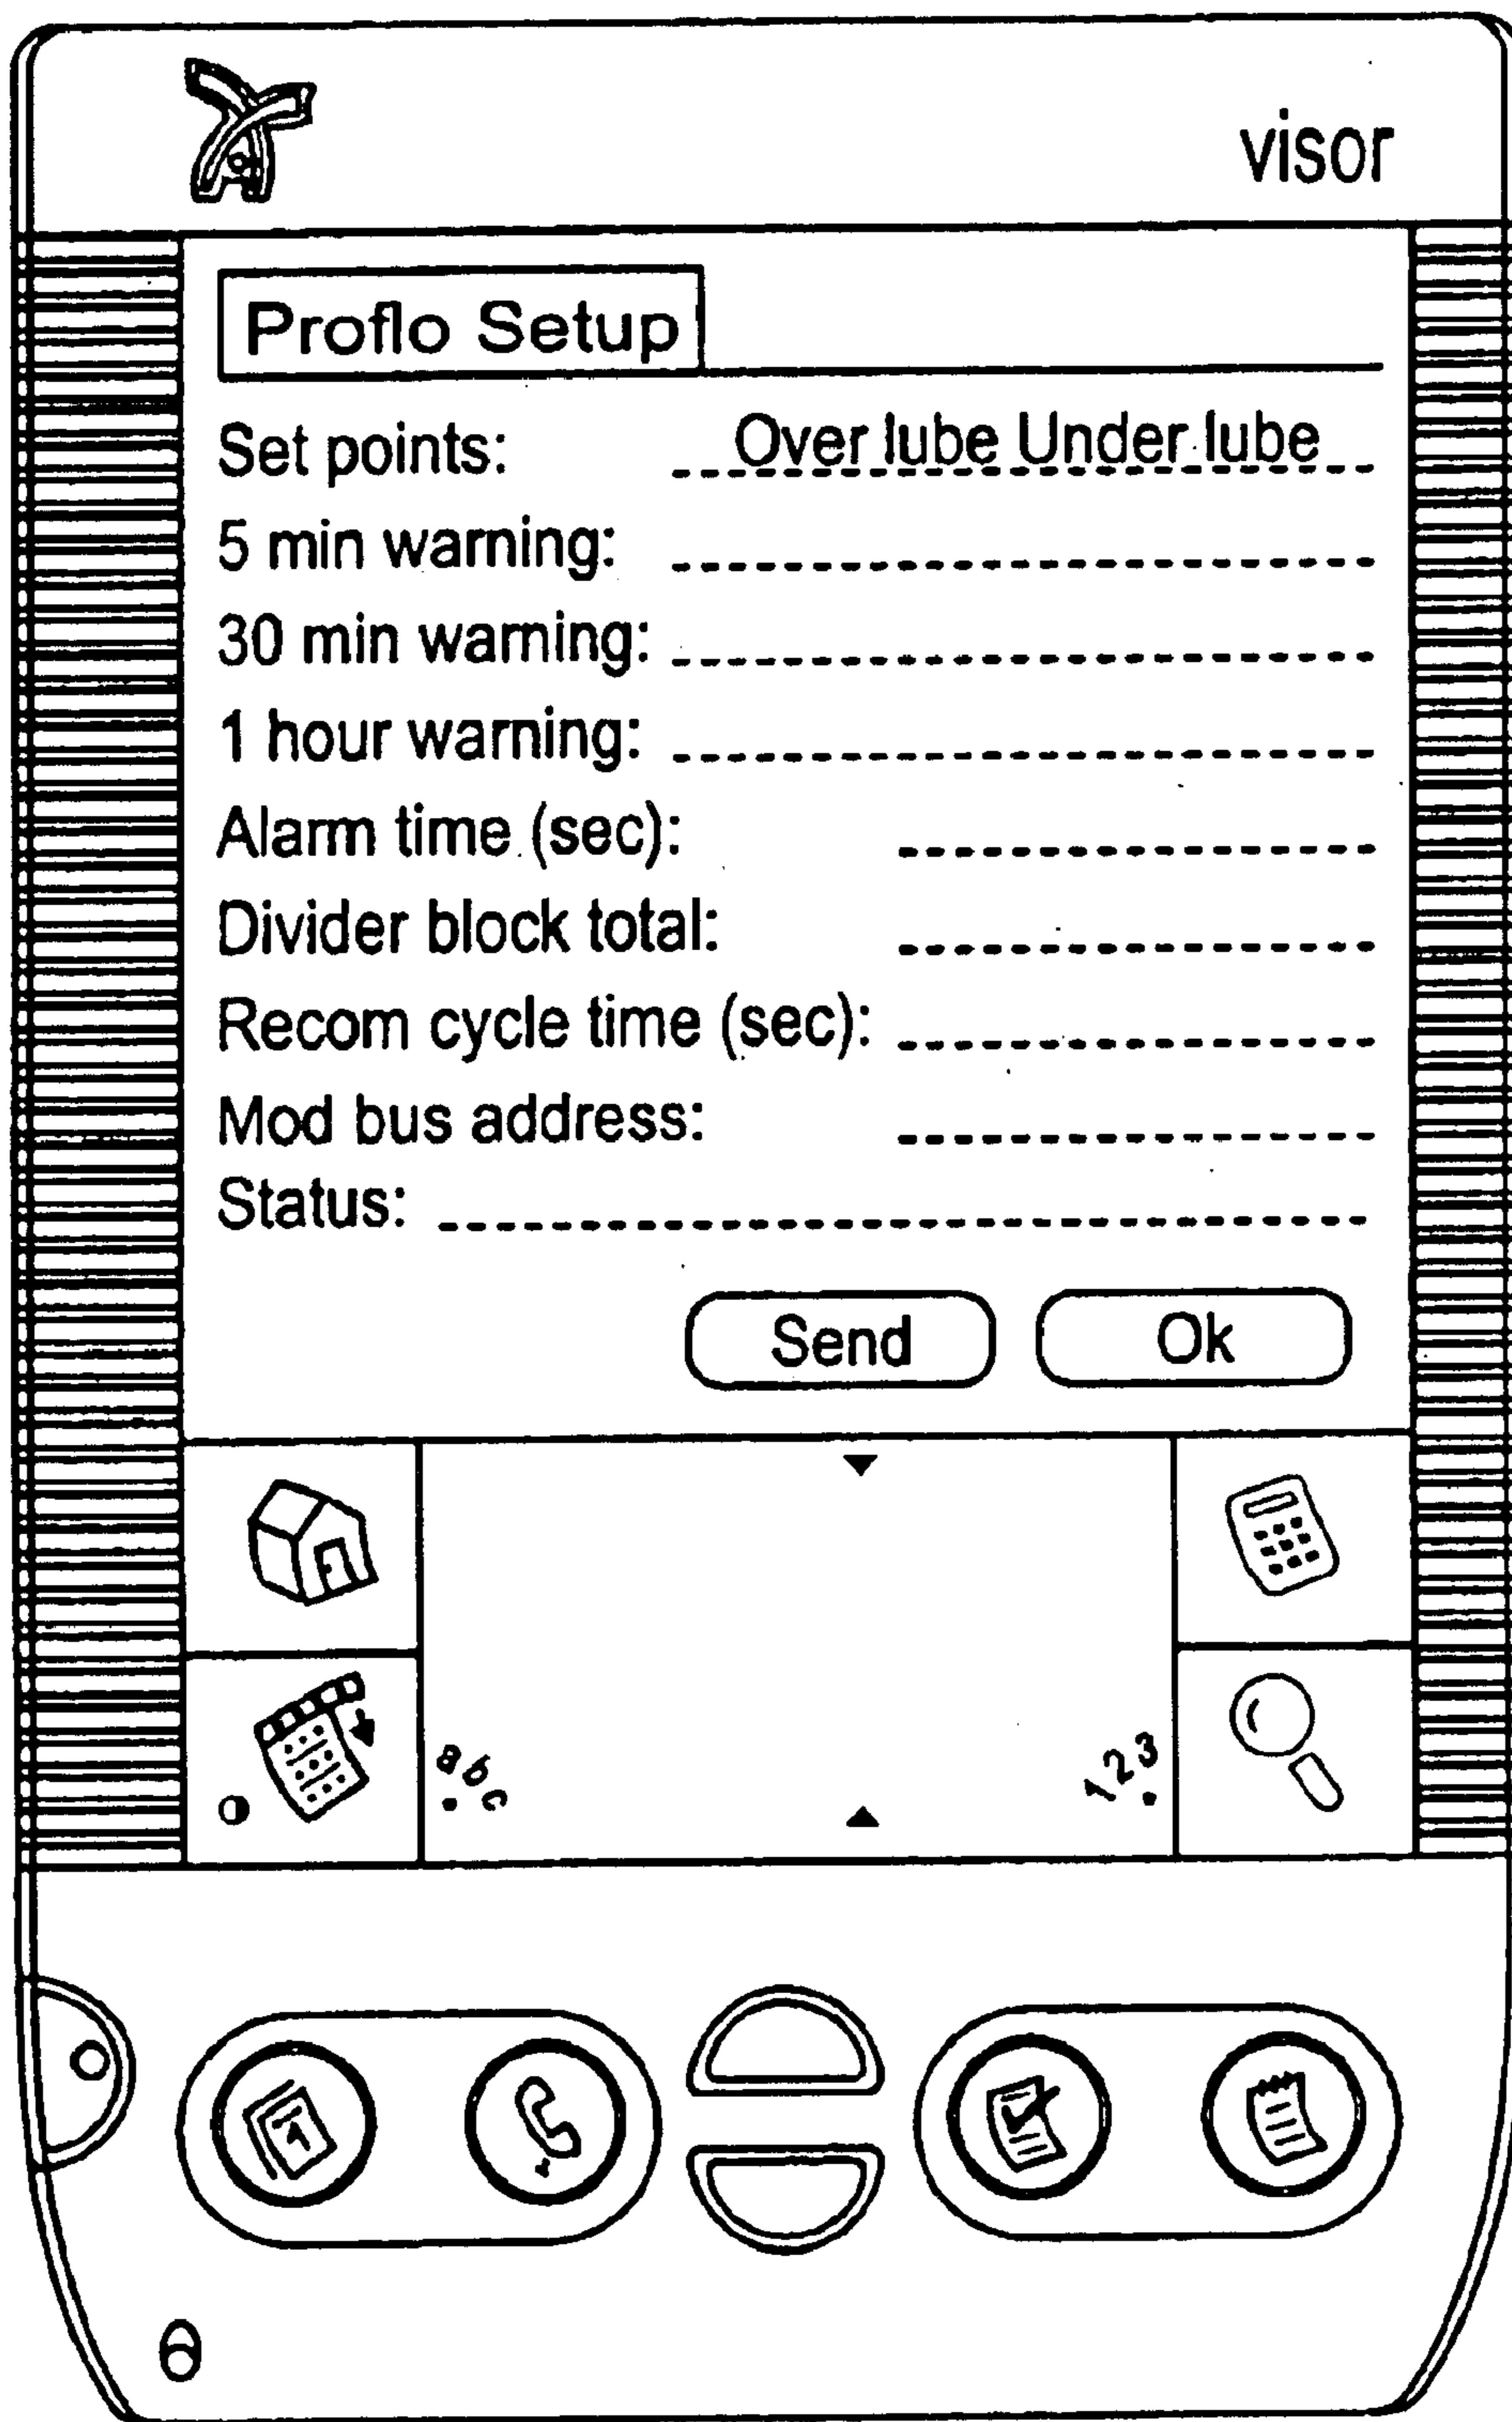 visor
Proflo Setup
Set points: Over lube Under lube
5 min warning:
30 min warning:
1 hour warning:
Alarm time (sec):
Divider block total:
Recom cycle time (sec):
Mod bus address:
Status:
Send Ok
abc 123
1